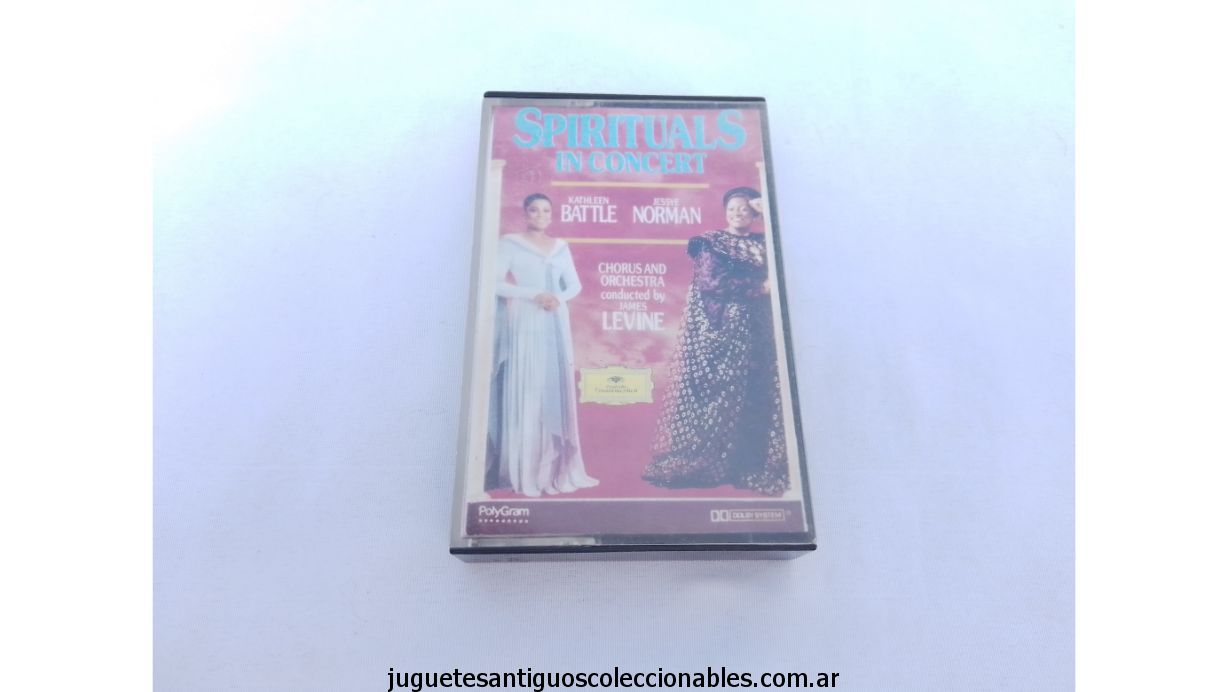 SPIRITUALS
IN CONCERT
KATHLEEN
BATTLE
JESSYE
NORMAN
CHORUS AND
ORCHESTRA
conducted by
JAMES
LEVINE
PolyGram
DOLBY SYSTEM
juguetesantiguoscoleccionables.com.ar